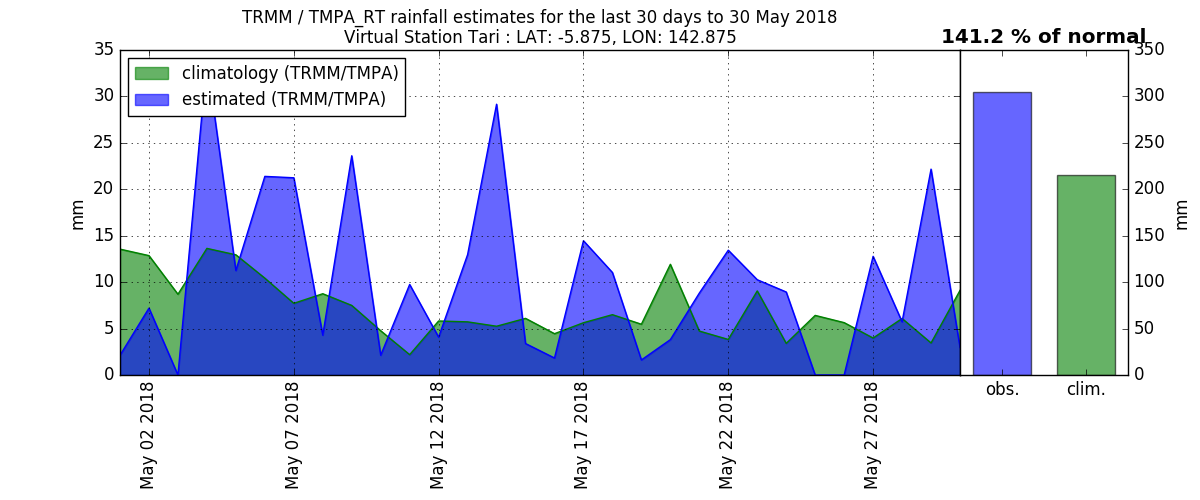 TRMM / TMPA_RT rainfall estimates for the last 30 days to 30 May 2018
Virtual Station Tari : LAT: -5.875, LON: 142.875
141.2 % of normal
climatology (TRMM/TMPA)
estimated (TRMM/TMPA)
35
30
25
20
15
10
5
0
mm
May 02 2018
May 07 2018
May 12 2018
May 17 2018
May 22 2018
May 27 2018
350
300
250
200
150
100
50
0
mm
obs.
clim.